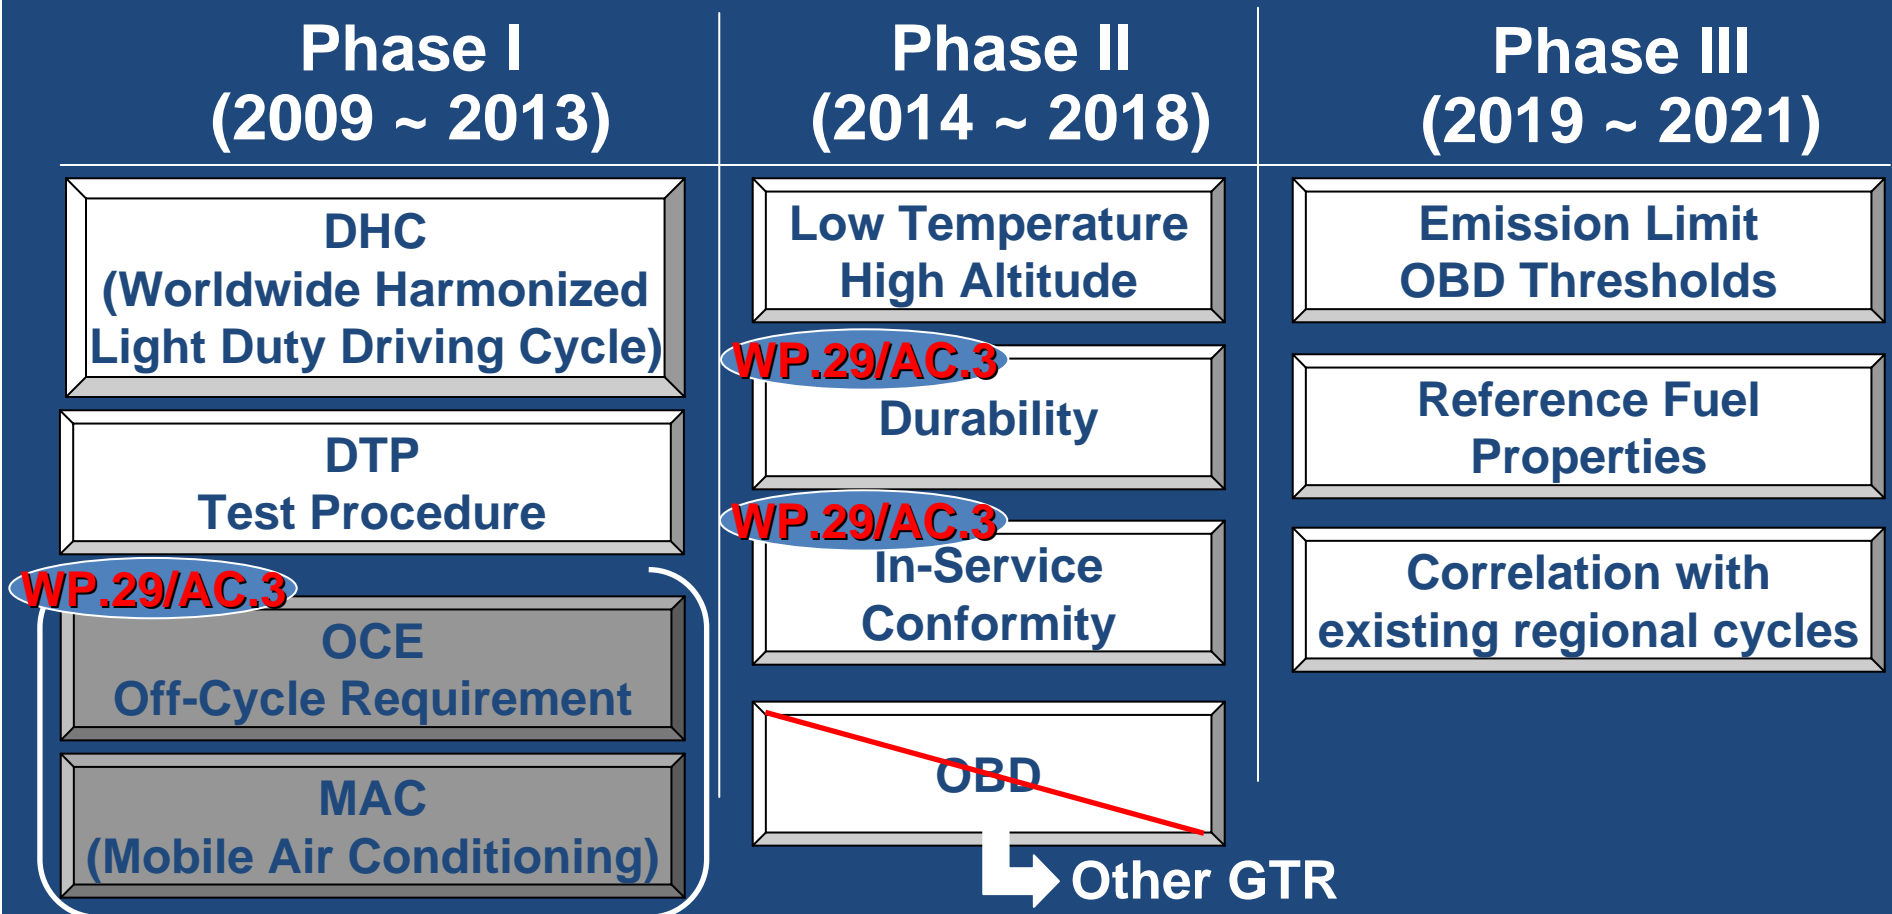 Phase I
(2009 ~ 2013)
DHC
(Worldwide Harmonized
Light Duty Driving Cycle)
DTP
Test Procedure
WP.29/AC.3
OCE
Off-Cycle Requirement
MAC
(Mobile Air Conditioning)
Phase II
(2014 ~ 2018)
Low Temperature
High Altitude
WP.29/AC.3
Durability
WP.29/AC.3
In-Service
Conformity
OBD
Other GTR
Phase III
(2019 ~ 2021)
Emission Limit
OBD Thresholds
Reference Fuel
Properties
Correlation with
existing regional cycles